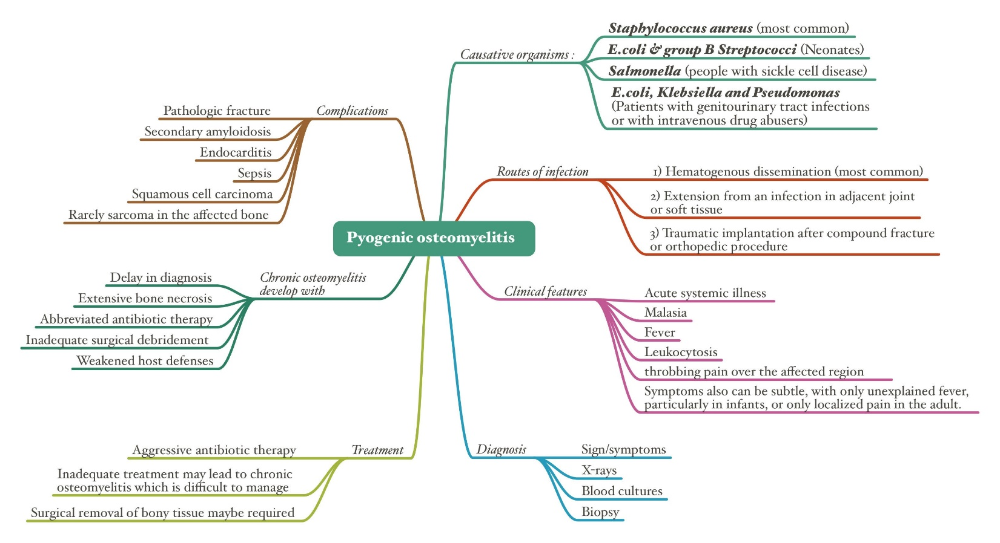 Pyogenic osteomyelitis
Causative organisms :
Staphylococcus aureus (most common)
E.coli & group B Streptococci (Neonates)
Salmonella (people with sickle cell disease)
E.coli, Klebsiella and Pseudomonas
(Patients with genitourinary tract infections
or with intravenous drug abusers)
Routes of infection
1) Hematogenous dissemination (most common)
2) Extension from an infection in adjacent joint
or soft tissue
3) Traumatic implantation after compound fracture
or orthopedic procedure
Clinical features
Acute systemic illness
Malasia
Fever
Leukocytosis
throbbing pain over the affected region
Symptoms also can be subtle, with only unexplained fever,
particularly in infants, or only localized pain in the adult.
Diagnosis
Sign/symptoms
X-rays
Blood cultures
Biopsy
Complications
Pathologic fracture
Secondary amyloidosis
Endocarditis
Sepsis
Squamous cell carcinoma
Rarely sarcoma in the affected bone
Chronic osteomyelitis
develop with
Delay in diagnosis
Extensive bone necrosis
Abbreviated antibiotic therapy
Inadequate surgical debridement
Weakened host defenses
Treatment
Aggressive antibiotic therapy
Inadequate treatment may lead to chronic
osteomyelitis which is difficult to manage
Surgical removal of bony tissue maybe required